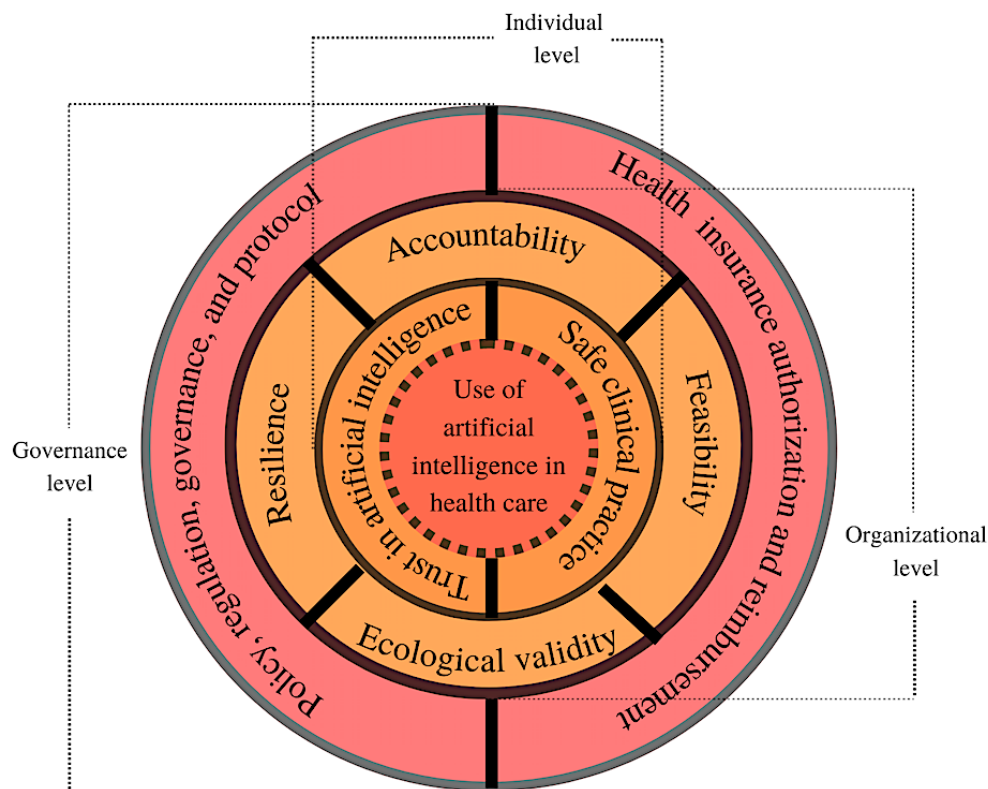 Individual
level
Health insurance authorization and reimbursement
Policy, regulation, governance, and protocol
Accountability
Trust in artificial intelligence
Safe clinical practice
Use of
artificial
intelligence in
health care
Resilience
Feasibility
Governance
level
Organizational
level
Ecological validity